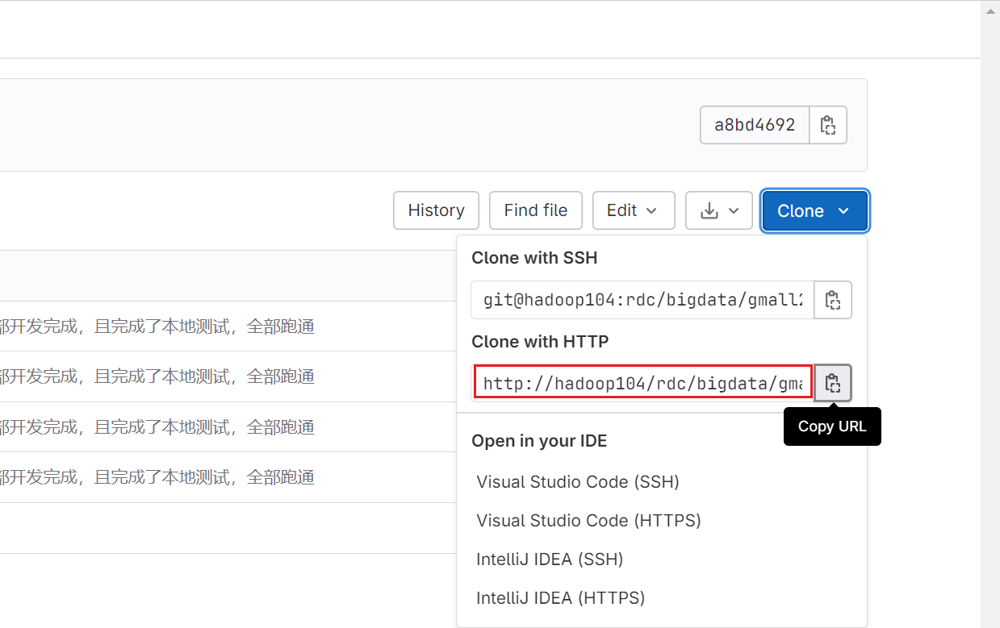 a8bd4692
History
Find file
Edit
Clone
Clone with SSH
git@hadoop104:rdc/bigdata/gmall
Clone with HTTP
http://hadoop104/rdc/bigdata/gma
Copy URL
Open in your IDE
Visual Studio Code (SSH)
Visual Studio Code (HTTPS)
IntelliJ IDEA (SSH)
IntelliJ IDEA (HTTPS)
部开发完成，且完成了本地测试，全部跑通
部开发完成，且完成了本地测试，全部跑通
部开发完成，且完成了本地测试，全部跑通
部开发完成，且完成了本地测试，全部跑通